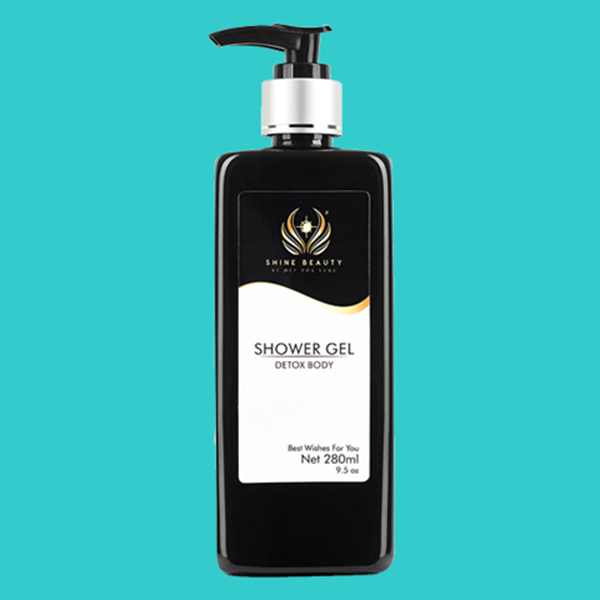 SHINE BEAUTY
SHOWER GEL
DETOX BODY
Best Wishes For You
Net 280ml
9.5 oz